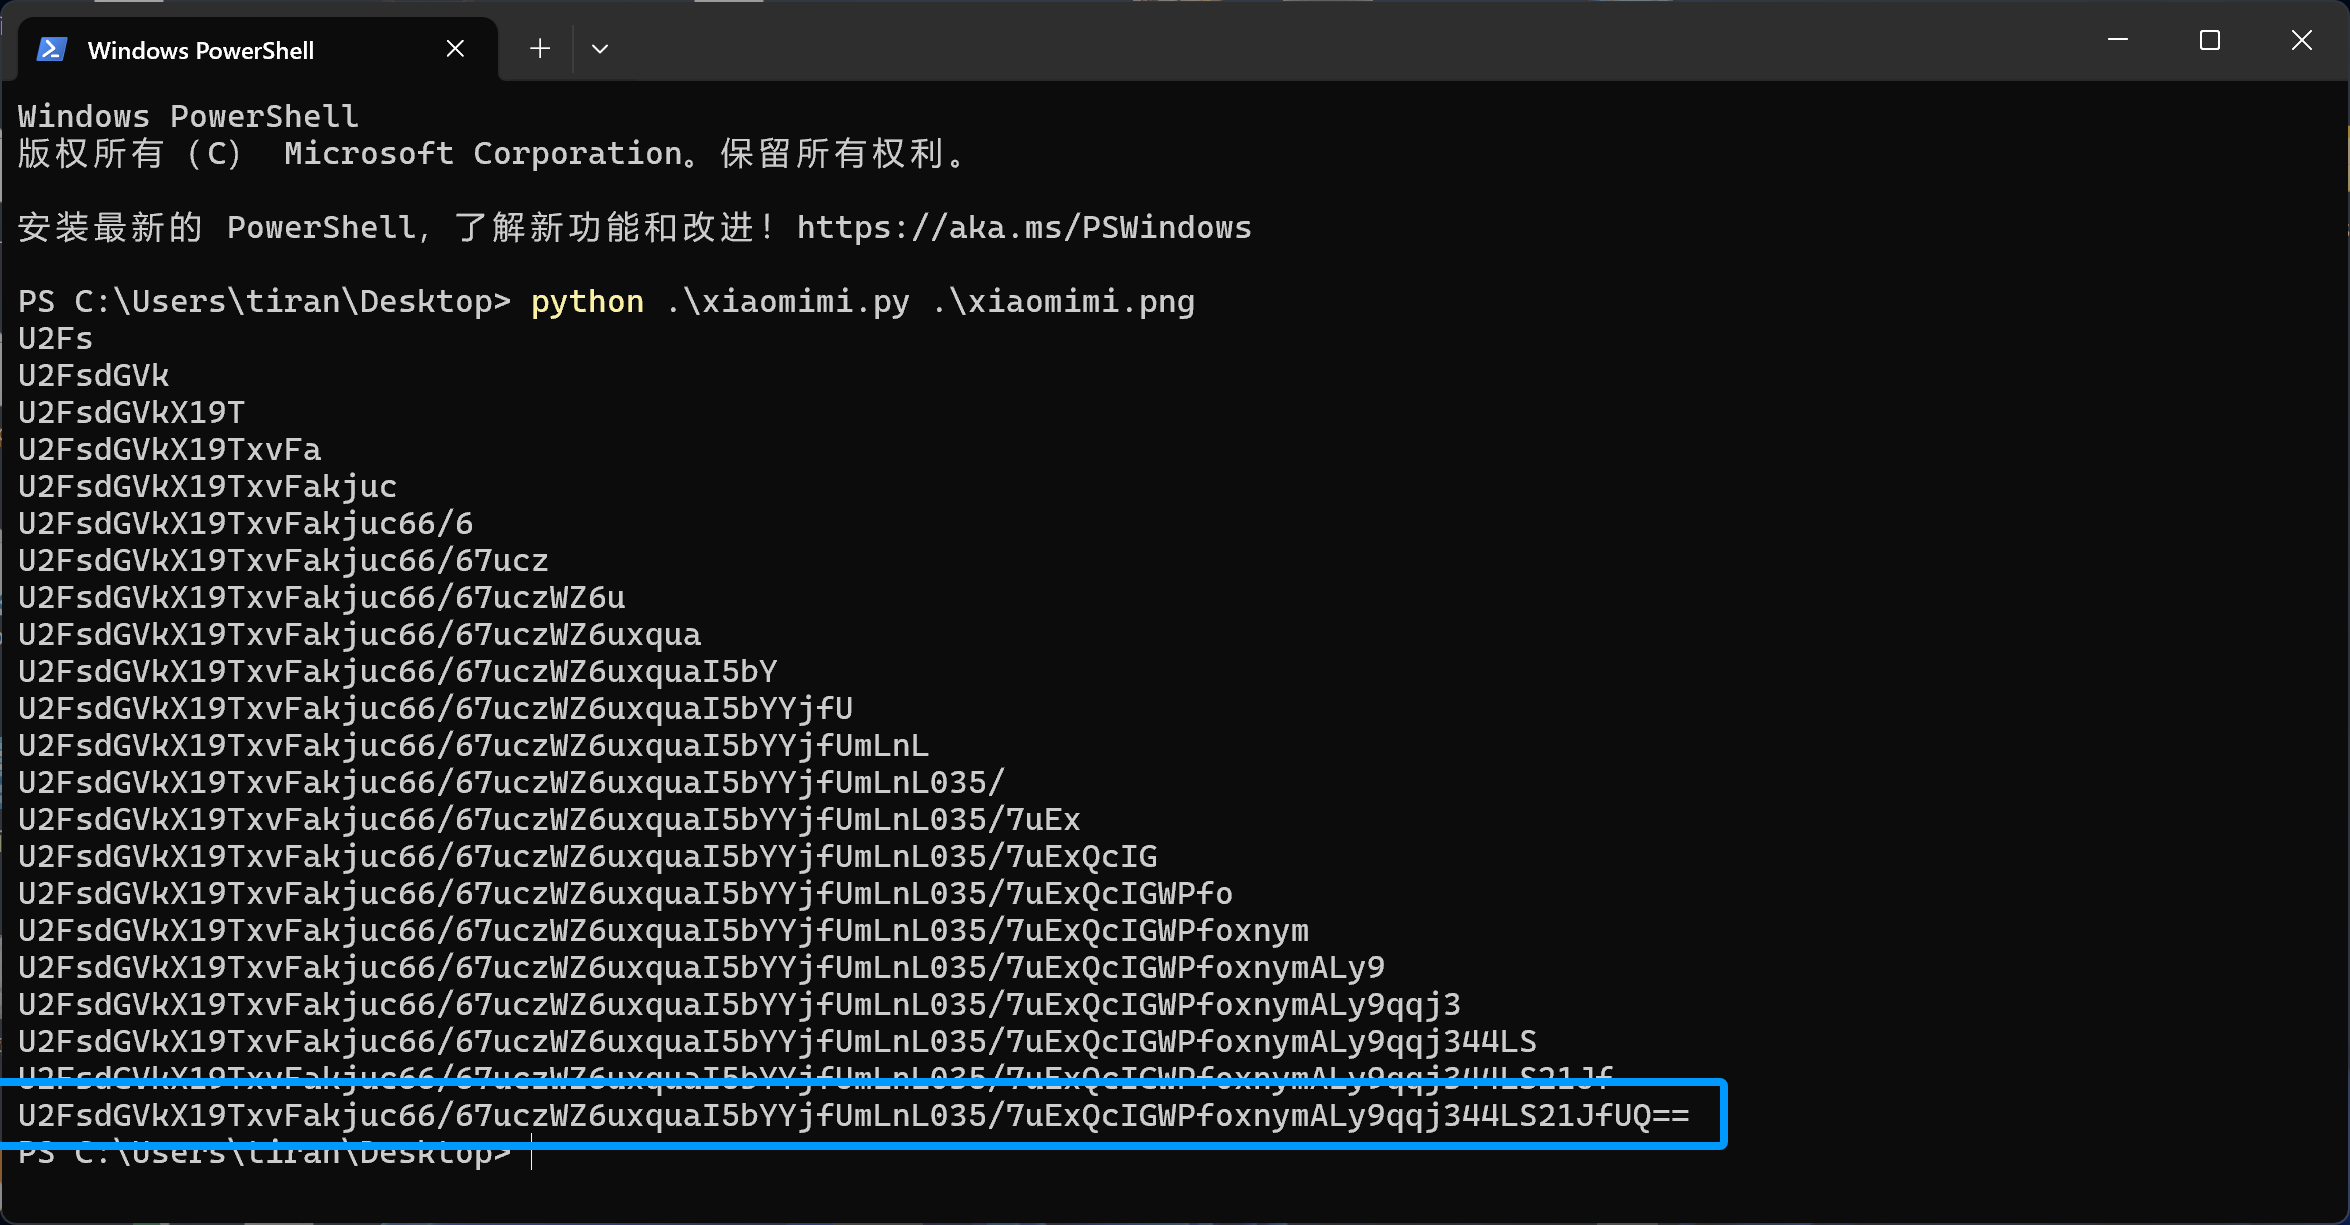 Windows PowerShell
Windows PowerShell
版权所有（C） Microsoft Corporation。保留所有权利。
安装最新的 PowerShell，了解新功能和改进！https://aka.ms/PSWindows
PS C:\Users\tiran\Desktop> python .\xiaomimi.py .\xiaomimi.png
U2Fs
U2FsdGVk
U2FsdGVkX19T
U2FsdGVkX19TxvFa
U2FsdGVkX19TxvFakjuc
U2FsdGVkX19TxvFakjuc66/6
U2FsdGVkX19TxvFakjuc66/67ucz
U2FsdGVkX19TxvFakjuc66/67uczWZ6u
U2FsdGVkX19TxvFakjuc66/67uczWZ6uxqua
U2FsdGVkX19TxvFakjuc66/67uczWZ6uxquaI5bY
U2FsdGVkX19TxvFakjuc66/67uczWZ6uxquaI5bYYjfU
U2FsdGVkX19TxvFakjuc66/67uczWZ6uxquaI5bYYjfUmLnL
U2FsdGVkX19TxvFakjuc66/67uczWZ6uxquaI5bYYjfUmLnL035/
U2FsdGVkX19TxvFakjuc66/67uczWZ6uxquaI5bYYjfUmLnL035/7uEx
U2FsdGVkX19TxvFakjuc66/67uczWZ6uxquaI5bYYjfUmLnL035/7uExQcIG
U2FsdGVkX19TxvFakjuc66/67uczWZ6uxquaI5bYYjfUmLnL035/7uExQcIGWPfo
U2FsdGVkX19TxvFakjuc66/67uczWZ6uxquaI5bYYjfUmLnL035/7uExQcIGWPfoxnym
U2FsdGVkX19TxvFakjuc66/67uczWZ6uxquaI5bYYjfUmLnL035/7uExQcIGWPfoxnymALy9
U2FsdGVkX19TxvFakjuc66/67uczWZ6uxquaI5bYYjfUmLnL035/7uExQcIGWPfoxnymALy9qqj3
U2FsdGVkX19TxvFakjuc66/67uczWZ6uxquaI5bYYjfUmLnL035/7uExQcIGWPfoxnymALy9qqj344LS
U2FsdGVkX19TxvFakjuc66/67uczWZ6uxquaI5bYYjfUmLnL035/7uExQcIGWPfoxnymALy9qqj344LS21Jf
U2FsdGVkX19TxvFakjuc66/67uczWZ6uxquaI5bYYjfUmLnL035/7uExQcIGWPfoxnymALy9qqj344LS21JfUQ==
PS C:\Users\tiran\Desktop>